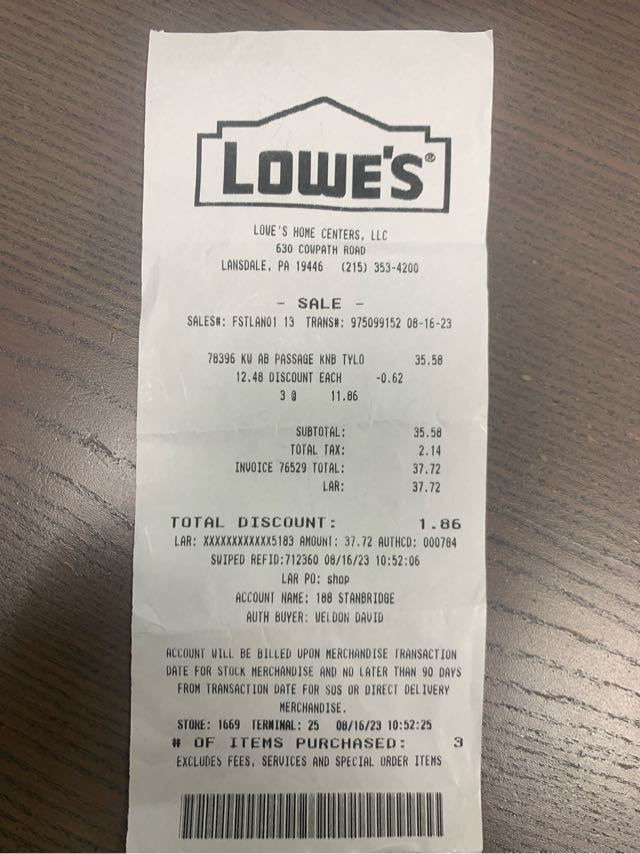 LOWE'S®
LOWE'S HOME CENTERS, LLC
630 COWPATH ROAD
LANSDALE, PA 19446 (215) 353-4200
- SALE -
SALES#: FSTLAN01 13 TRANS#: 975099152 08-16-23
78396 KW AB PASSAGE KNB TYLO 35.58
12.48 DISCOUNT EACH -0.62
3 @ 11.86
SUBTOTAL: 35.58
TOTAL TAX: 2.14
INVOICE 76529 TOTAL: 37.72
LAR: 37.72
TOTAL DISCOUNT: 1.86
LAR: XXXXXXXXXXXX5183 AMOUNT: 37.72 AUTHCD: 000784
SWIPED REFID:712360 08/16/23 10:52:06
LAR PO: shop
ACCOUNT NAME: 188 STANBRIDGE
AUTH BUYER: WELDON DAVID
ACCOUNT WILL BE BILLED UPON MERCHANDISE TRANSACTION
DATE FOR STOCK MERCHANDISE AND NO LATER THAN 90 DAYS
FROM TRANSACTION DATE FOR SOS OR DIRECT DELIVERY
MERCHANDISE.
STORE: 1669 TERMINAL: 25 08/16/23 10:52:25
# OF ITEMS PURCHASED: 3
EXCLUDES FEES, SERVICES AND SPECIAL ORDER ITEMS